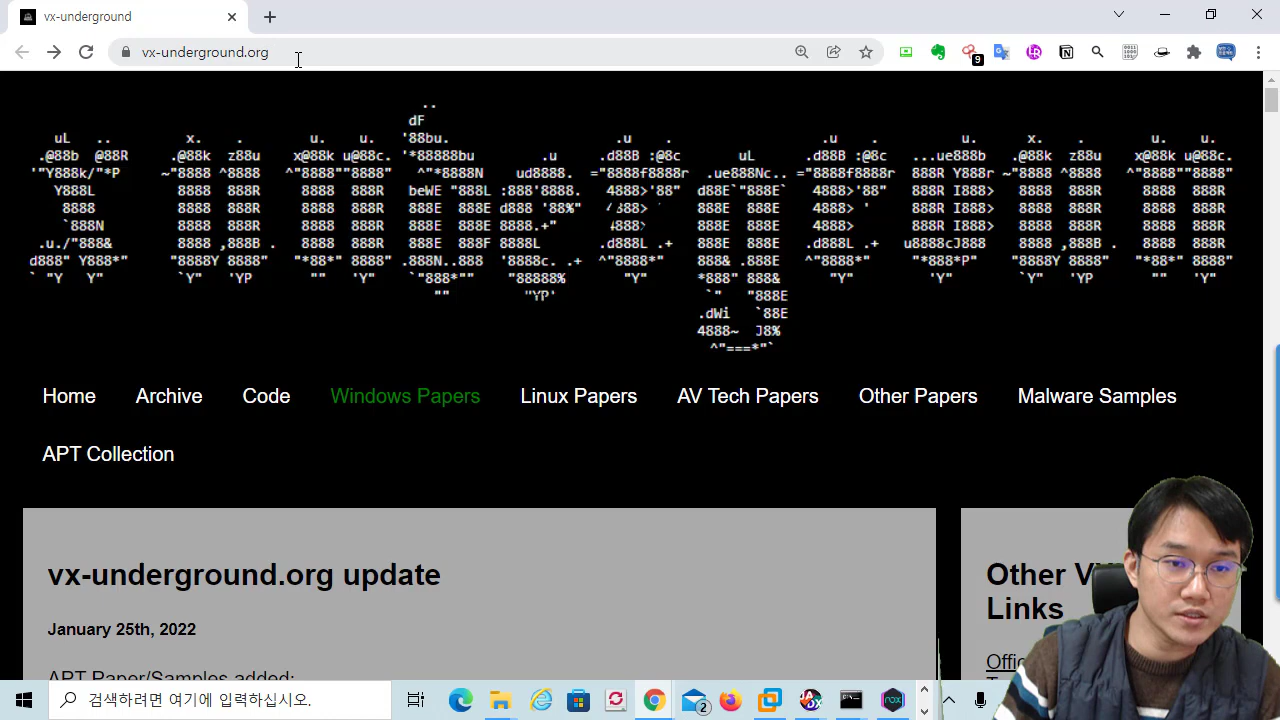 vx-underground
vx-underground.org
9
Home
Archive
Code
Windows Papers
Linux Papers
AV Tech Papers
Other Papers
Malware Samples
APT Collection
vx-underground.org update
January 25th, 2022
APT Paper/Samples added:
Other
Links
검색하려면 여기에 입력하십시오.
2